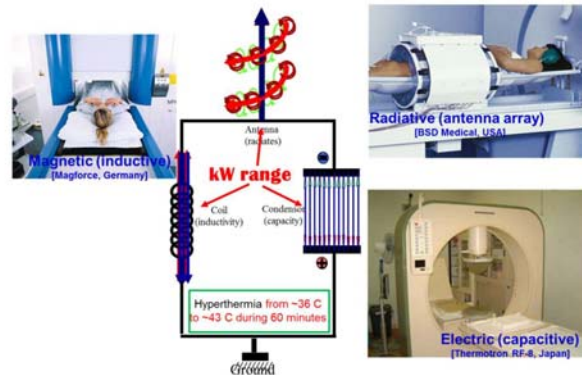 Magnetic (inductive)
[Magforce, Germany]
Antenna
(radiates)
kW range
Coil
(inductivity)
Condensor
(capacity)
Hyperthermia from ~36 C
to ~43 C during 60 minutes
Ground
Radiative (antenna array)
[BSD Medical, USA]
Electric (capacitive)
[Thermotron RF-8, Japan]